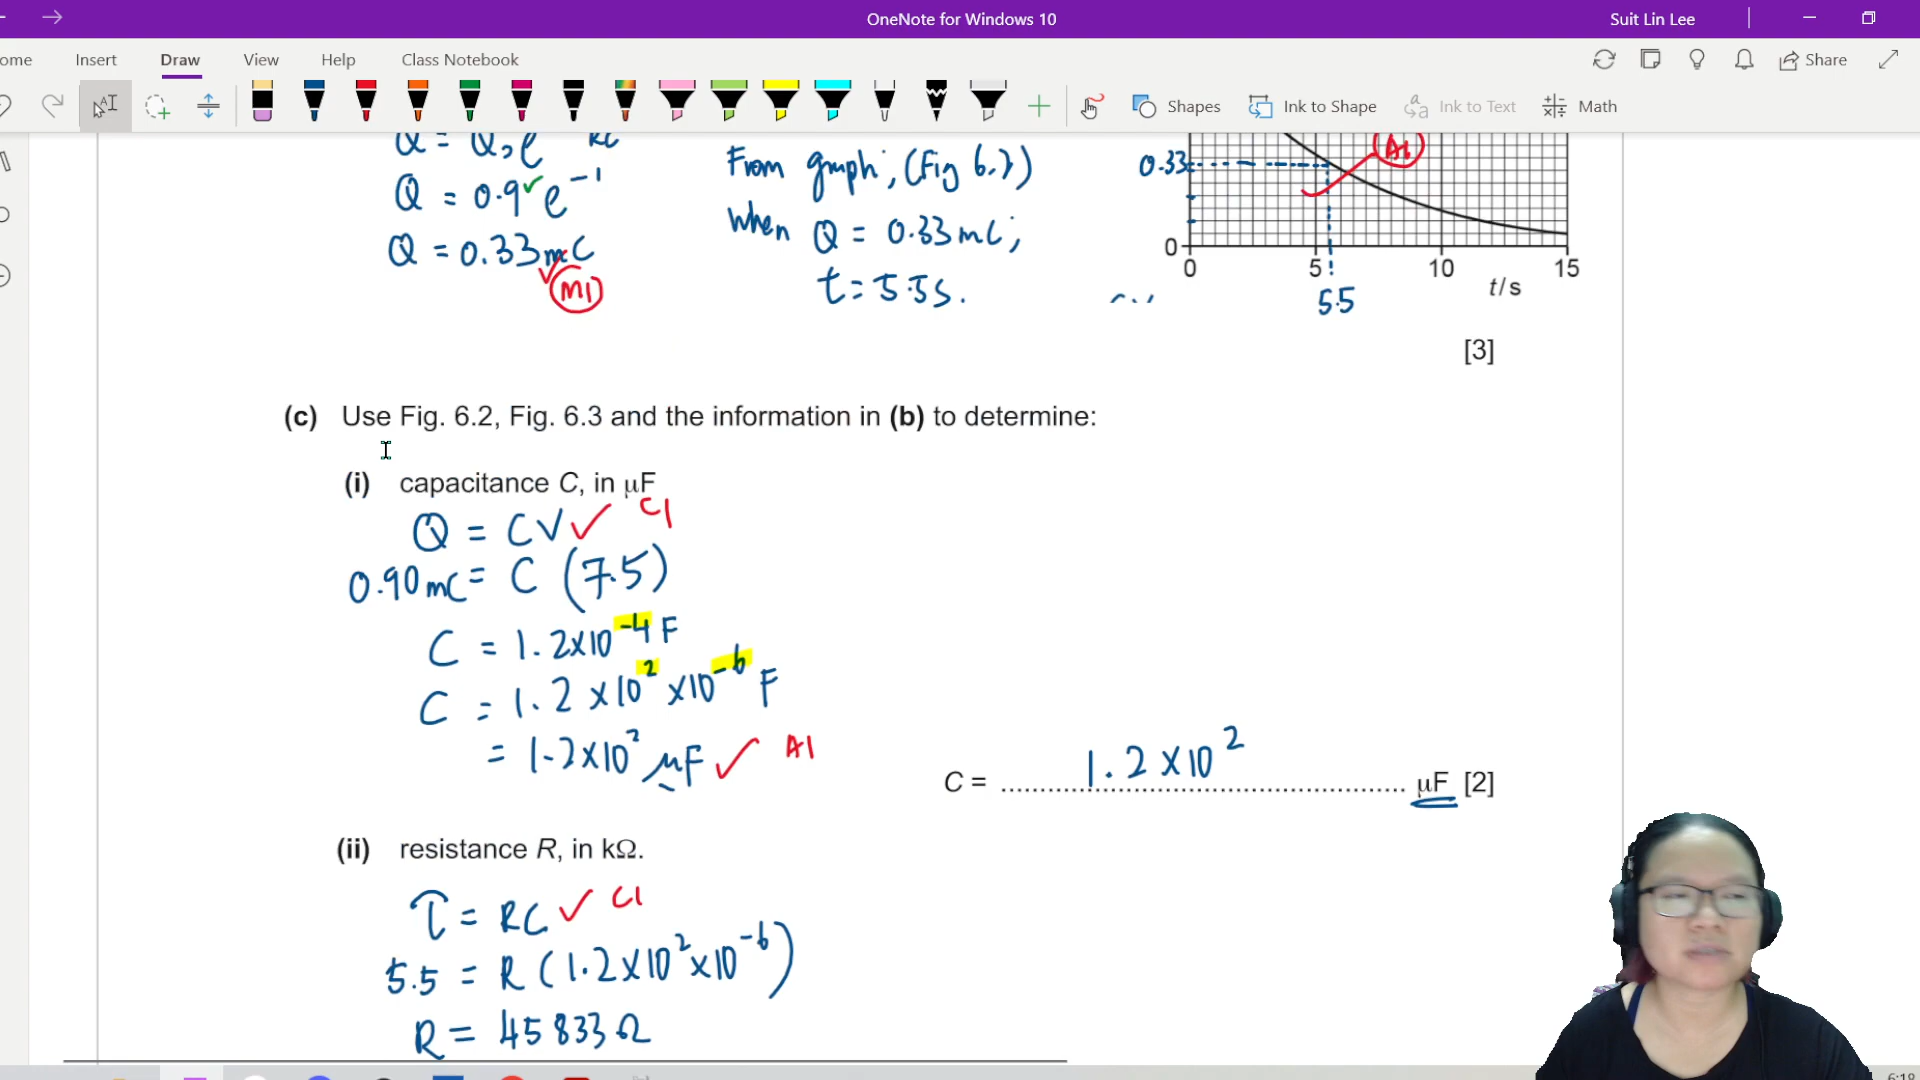 OneNote for Windows 10
Suit Lin Lee
ome Insert Draw View Help Class Notebook Share
Shapes Ink to Shape Ink to Text Math
Q = Q₀e RC
Q = 0.9 e⁻¹
Q = 0.33mC
M1
From graph, (Fig 6.3)
When Q = 0.33mC;
t = 5.5s.
0.33
A1
0
0 5 10 15
5.5
t/s
[3]
(c) Use Fig. 6.2, Fig. 6.3 and the information in (b) to determine:
(i) capacitance C, in μF
Q = CV C1
0.90mC = C (7.5)
C = 1.2×10⁻⁴ F
C = 1.2 ×10² ×10⁻⁶ F
= 1.2×10² μF A1
C = 1.2 ×10² μF [2]
(ii) resistance R, in kΩ.
τ = RC C1
5.5 = R (1.2×10²×10⁻⁶)
R = 45833Ω